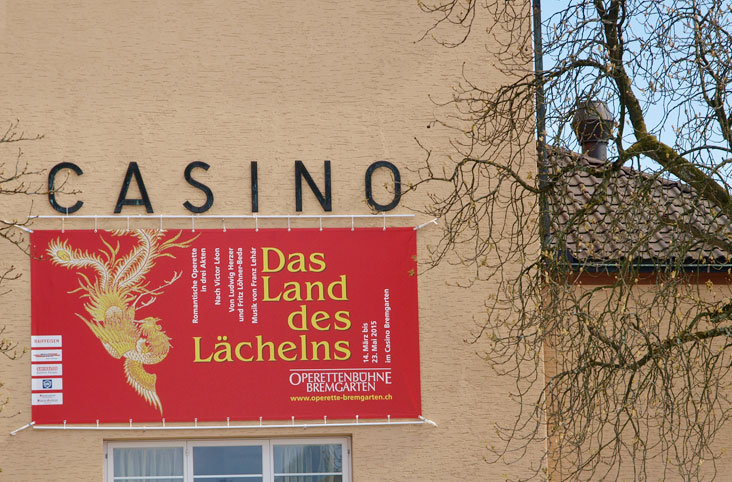 CASINO
Romantische Operette
in drei Akten
Nach Victor Léon
Von Ludwig Herzer
und Fritz Löhner-Beda
Musik von Franz Lehár
Das
Land
des
Lächelns
14. März bis
23. Mai 2015
im Casino Bremgarten
OPERETTENBÜHNE
BREMGARTEN
www.operette-bremgarten.ch
RAIFFEISEN